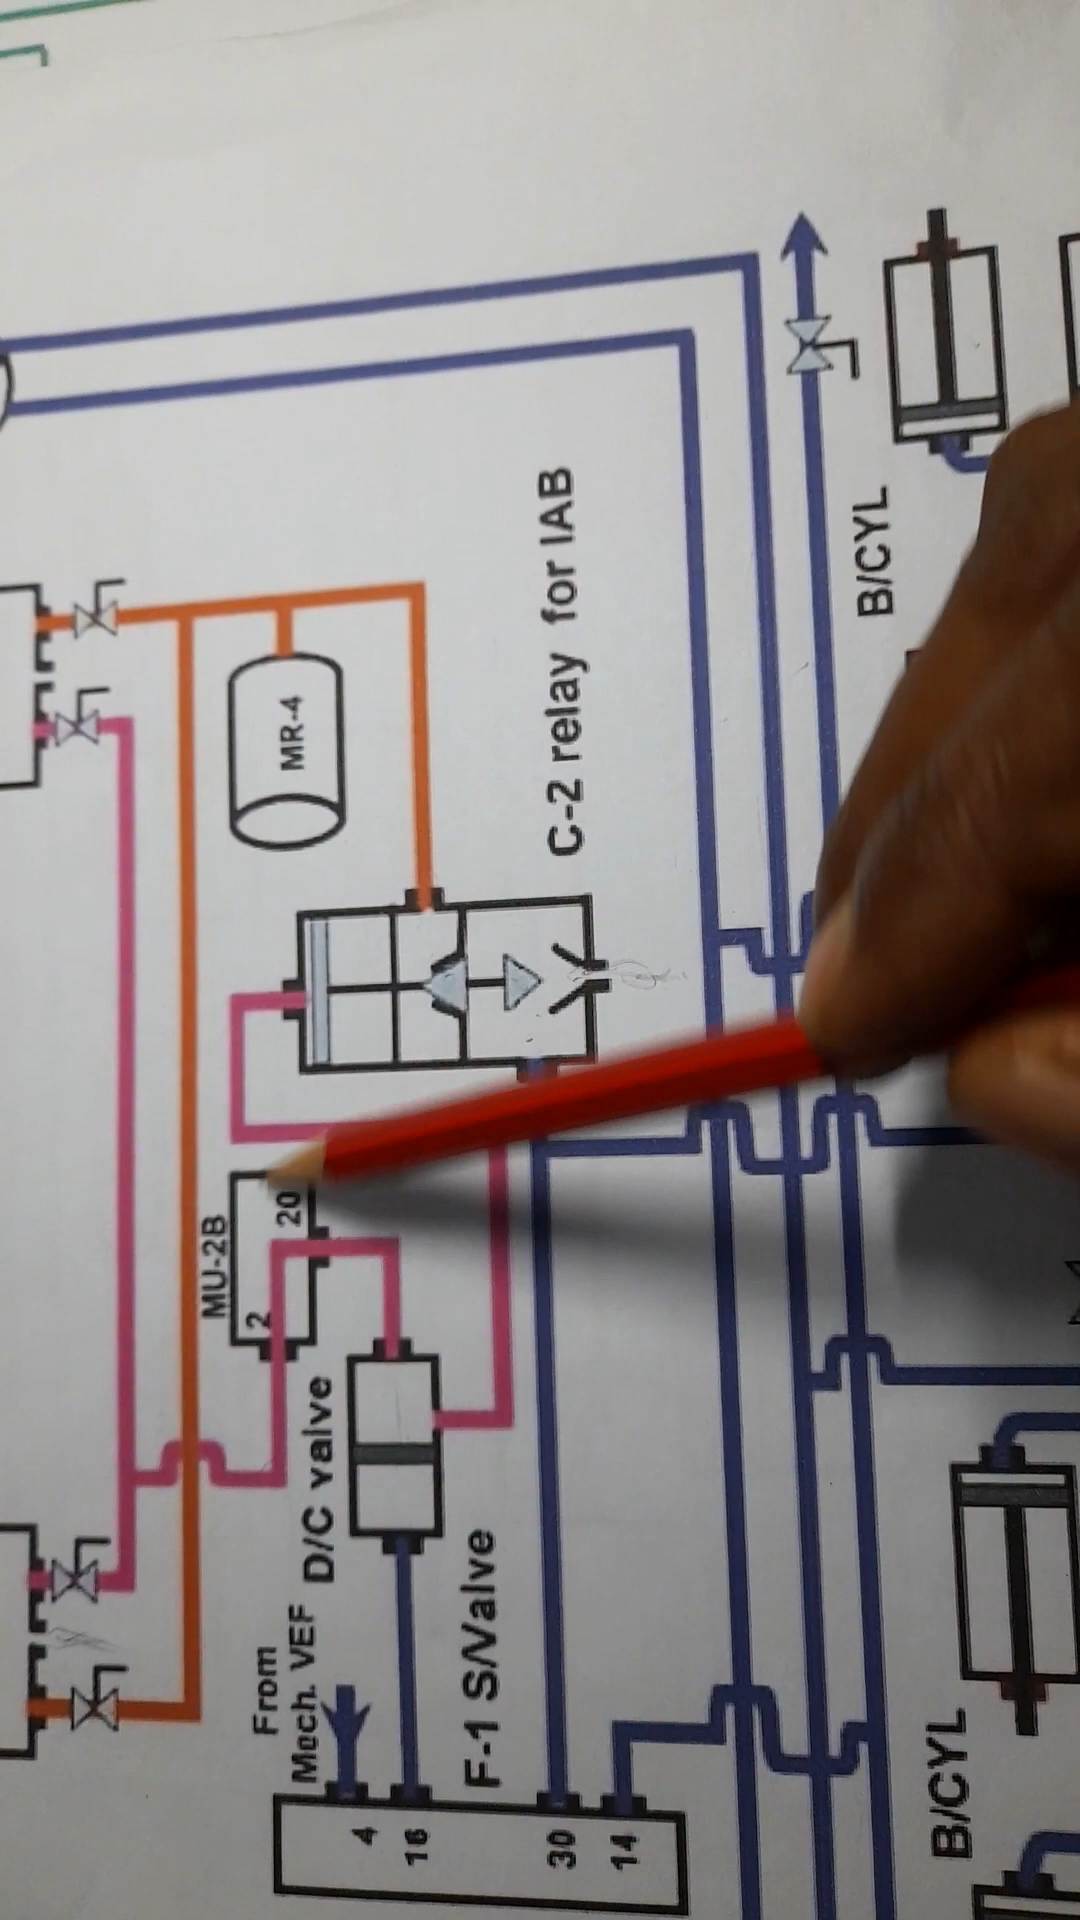 B/CYL
C-2 relay for IAB
MR-4
MU-2B
2
20
D/C valve
From
Mech. VEF
F-1 S/Valve
4
16
30
14
B/CYL